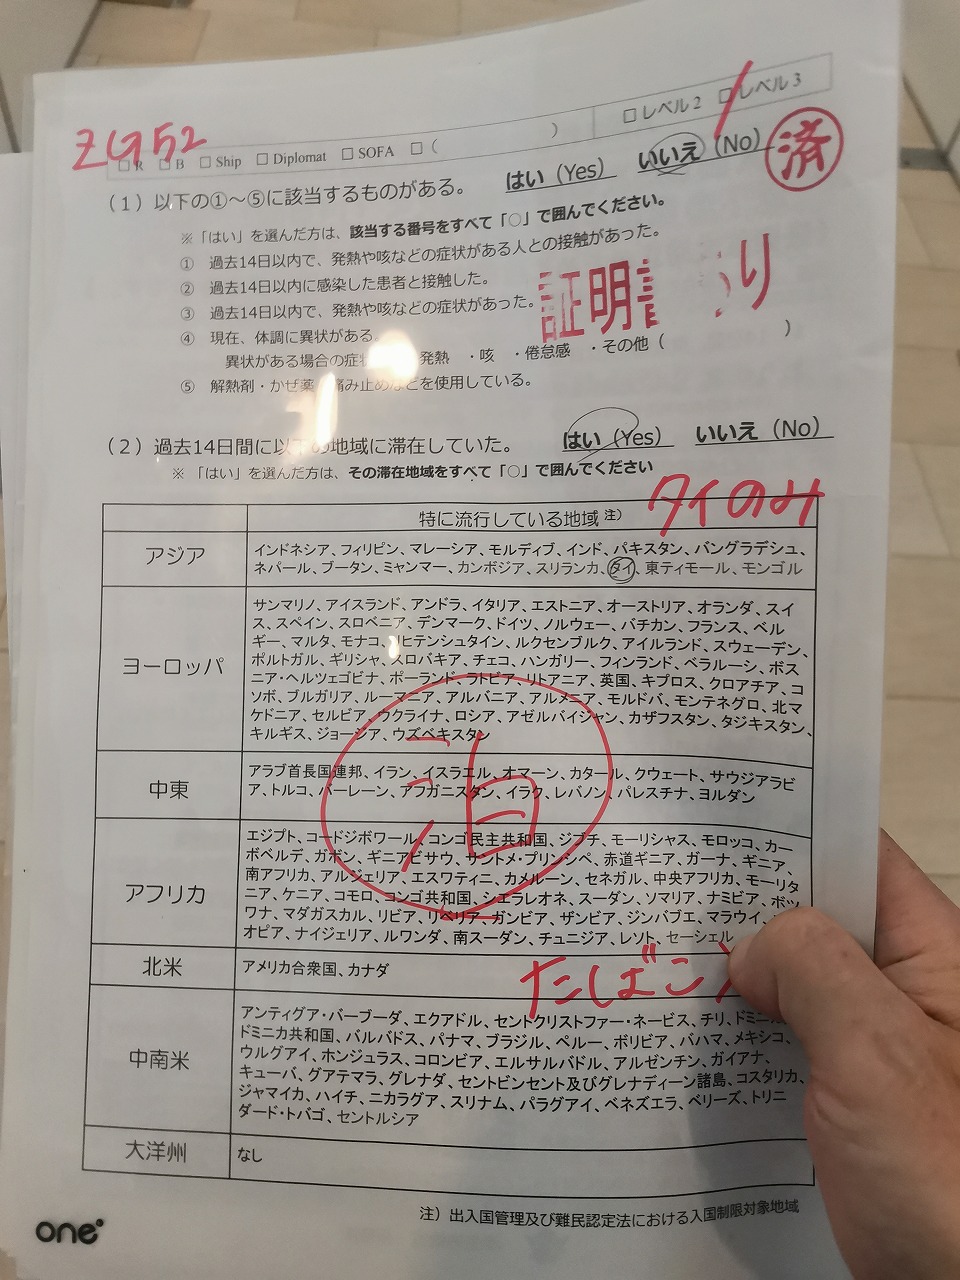 ZG52
□ R □ B □ Ship □ Diplomat □ SOFA □ ( )
□ レベル2 □ レベル3
済
(1) 以下の①～⑤に該当するものがある。 はい (Yes) いいえ (No)
※「はい」を選んだ方は、該当する番号をすべて「○」で囲んでください。
① 過去14日以内で、発熱や咳などの症状がある人との接触があった。
② 過去14日以内に感染した患者と接触した。
③ 過去14日以内で、発熱や咳などの症状があった。
証明書 り
④ 現在、体調に異状がある。
異状がある場合の症 発熱 ・咳 ・倦怠感 ・その他 ( )
⑤ 解熱剤・かぜ薬 痛み止めなどを使用している。
(2) 過去14日間に以下の地域に滞在していた。 はい (Yes) いいえ (No)
※ 「はい」を選んだ方は、その滞在地域をすべて「○」で囲んでください
タイのみ
特に流行している地域 注)
アジア
インドネシア、フィリピン、マレーシア、モルディブ、インド、パキスタン、バングラデシュ、
ネパール、ブータン、ミャンマー、カンボジア、スリランカ、タイ、東ティモール、モンゴル
ヨーロッパ
サンマリノ、アイスランド、アンドラ、イタリア、エストニア、オーストリア、オランダ、スイ
ス、スペイン、スロベニア、デンマーク、ドイツ、ノルウェー、バチカン、フランス、ベル
ギー、マルタ、モナコ、リヒテンシュタイン、ルクセンブルク、アイルランド、スウェーデン、
ポルトガル、ギリシャ、スロバキア、チェコ、ハンガリー、フィンランド、ベラルーシ、ボス
ニア・ヘルツェゴビナ、ポーランド、ラトビア、リトアニア、英国、キプロス、クロアチア、コ
ソボ、ブルガリア、ルーマニア、アルバニア、アルメニア、モルドバ、モンテネグロ、北マ
ケドニア、セルビア、ウクライナ、ロシア、アゼルバイジャン、カザフスタン、タジキスタン、
キルギス、ジョージア、ウズベキスタン
中東
アラブ首長国連邦、イラン、イスラエル、オマーン、カタール、クウェート、サウジアラビ
ア、トルコ、バーレーン、アフガニスタン、イラク、レバノン、パレスチナ、ヨルダン
アフリカ
エジプト、コードジボワール、コンゴ民主共和国、ジブチ、モーリシャス、モロッコ、カー
ボベルデ、ガボン、ギニアビサウ、サントメ・プリンシペ、赤道ギニア、ガーナ、ギニア、
南アフリカ、アルジェリア、エスワティニ、カメルーン、セネガル、中央アフリカ、モーリタ
ニア、ケニア、コモロ、コンゴ共和国、シエラレオネ、スーダン、ソマリア、ナミビア、ボツ
ワナ、マダガスカル、リビア、リベリア、ガンビア、ザンビア、ジンバブエ、マラウイ、
オピア、ナイジェリア、ルワンダ、南スーダン、チュニジア、レソト、セーシェル
北米
アメリカ合衆国、カナダ
たばこ
中南米
アンティグア・バーブーダ、エクアドル、セントクリストファー・ネービス、チリ、ドミニカ
ドミニカ共和国、バルバドス、パナマ、ブラジル、ペルー、ボリビア、バハマ、メキシコ、
ウルグアイ、ホンジュラス、コロンビア、エルサルバドル、アルゼンチン、ガイアナ、
キューバ、グアテマラ、グレナダ、セントビンセント及びグレナディーン諸島、コスタリカ、
ジャマイカ、ハイチ、ニカラグア、スリナム、パラグアイ、ベネズエラ、ベリーズ、トリニ
ダード・トバゴ、セントルシア
大洋州
なし
注) 出入国管理及び難民認定法における入国制限対象地域
one